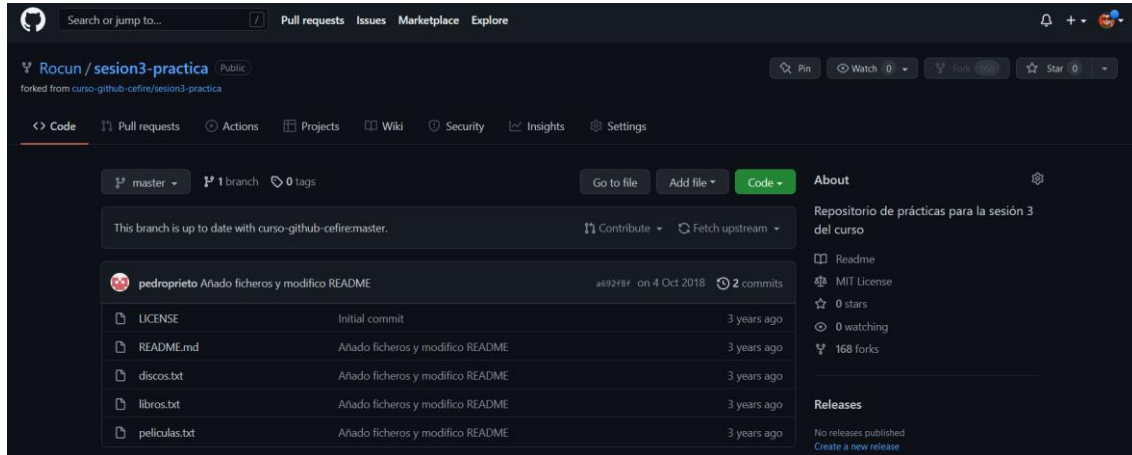 Search or jump to... / Pull requests Issues Marketplace Explore
Rocun / sesion3-practica Public Pin Watch 0 Fork 168 Star 0
forked from curso-github-cefire/sesion3-practica
<> Code Pull requests Actions Projects Wiki Security Insights Settings
master 1 branch 0 tags Go to file Add file Code
About
This branch is up to date with curso-github-cefire:master. Contribute Fetch upstream
Repositorio de prácticas para la sesión 3
del curso
pedroprieto Añado ficheros y modifico README a692f8f on 4 Oct 2018 2 commits
LICENSE Initial commit 3 years ago
README.md Añado ficheros y modifico README 3 years ago
discos.txt Añado ficheros y modifico README 3 years ago
libros.txt Añado ficheros y modifico README 3 years ago
peliculas.txt Añado ficheros y modifico README 3 years ago
Readme
MIT License
0 stars
0 watching
168 forks
Releases
No releases published
Create a new release